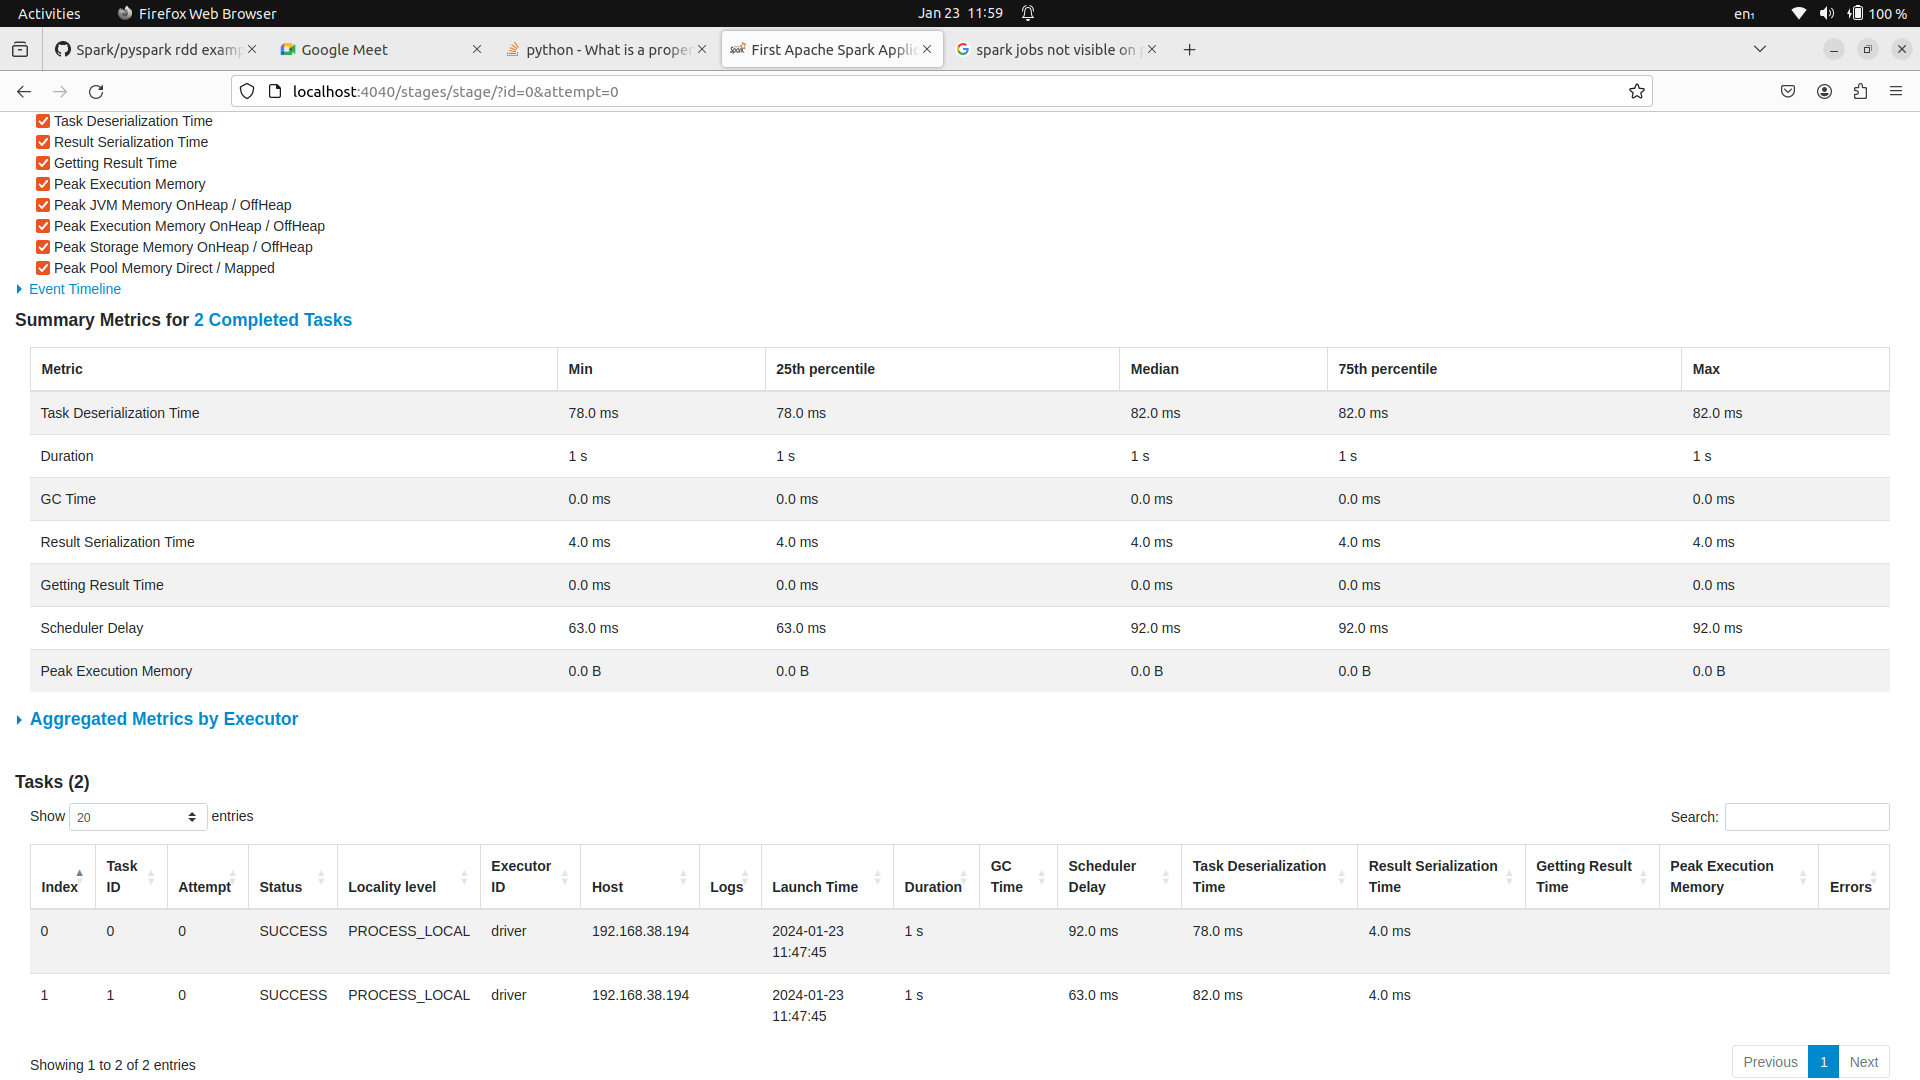 Activities Firefox Web Browser Jan 23 11:59 en₁ 100 %
Spark/pyspark rdd examp Google Meet python - What is a proper First Apache Spark Applic spark jobs not visible on
localhost:4040/stages/stage/?id=0&attempt=0
Task Deserialization Time
Result Serialization Time
Getting Result Time
Peak Execution Memory
Peak JVM Memory OnHeap / OffHeap
Peak Execution Memory OnHeap / OffHeap
Peak Storage Memory OnHeap / OffHeap
Peak Pool Memory Direct / Mapped
Event Timeline
Summary Metrics for 2 Completed Tasks
Metric Min 25th percentile Median 75th percentile Max
Task Deserialization Time 78.0 ms 78.0 ms 82.0 ms 82.0 ms 82.0 ms
Duration 1 s 1 s 1 s 1 s 1 s
GC Time 0.0 ms 0.0 ms 0.0 ms 0.0 ms 0.0 ms
Result Serialization Time 4.0 ms 4.0 ms 4.0 ms 4.0 ms 4.0 ms
Getting Result Time 0.0 ms 0.0 ms 0.0 ms 0.0 ms 0.0 ms
Scheduler Delay 63.0 ms 63.0 ms 92.0 ms 92.0 ms 92.0 ms
Peak Execution Memory 0.0 B 0.0 B 0.0 B 0.0 B 0.0 B
Aggregated Metrics by Executor
Tasks (2)
Show 20 entries Search:
Index Task ID Attempt Status Locality level Executor ID Host Logs Launch Time Duration GC Time Scheduler Delay Task Deserialization Time Result Serialization Time Getting Result Time Peak Execution Memory Errors
0 0 0 SUCCESS PROCESS_LOCAL driver 192.168.38.194 2024-01-23 11:47:45 1 s 92.0 ms 78.0 ms 4.0 ms
1 1 0 SUCCESS PROCESS_LOCAL driver 192.168.38.194 2024-01-23 11:47:45 1 s 63.0 ms 82.0 ms 4.0 ms
Showing 1 to 2 of 2 entries Previous 1 Next